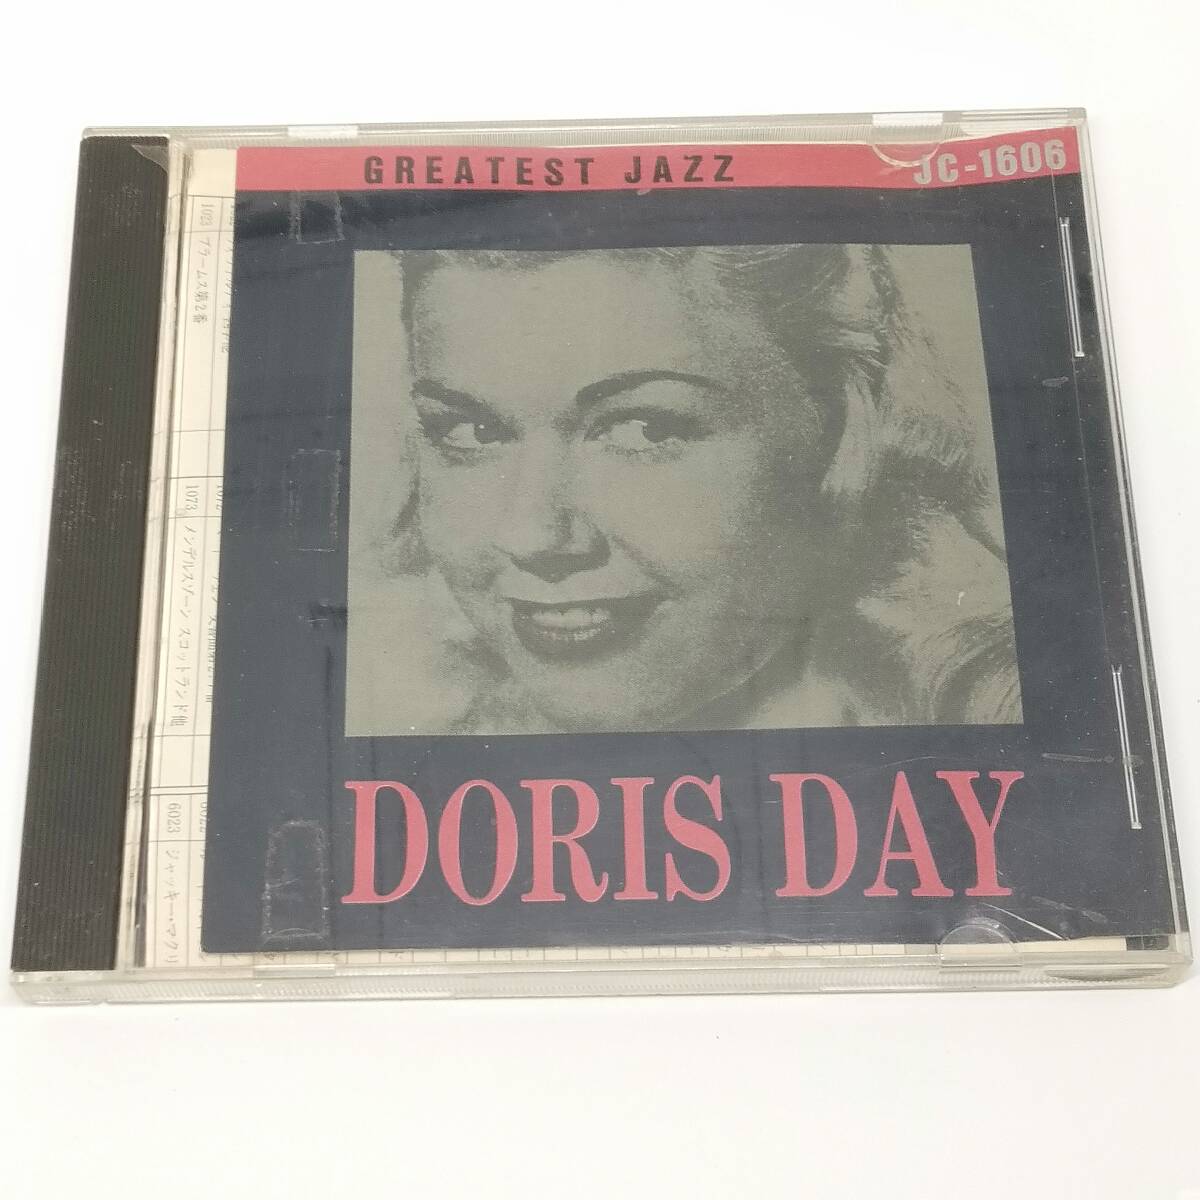 GREATEST JAZZ
JC-1606
DORIS DAY
1023 ブラームス第2番
1073 メンデルスゾーン スコットランド他
6023 ジャッキー・マクリ